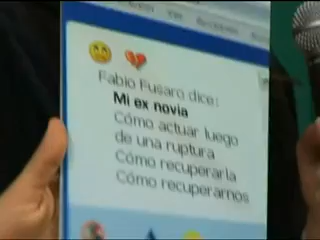 Fabio Fusaro dice:
Mi ex novia
Cómo actuar luego
de una ruptura
Cómo recuperarla
Cómo recuperarnos